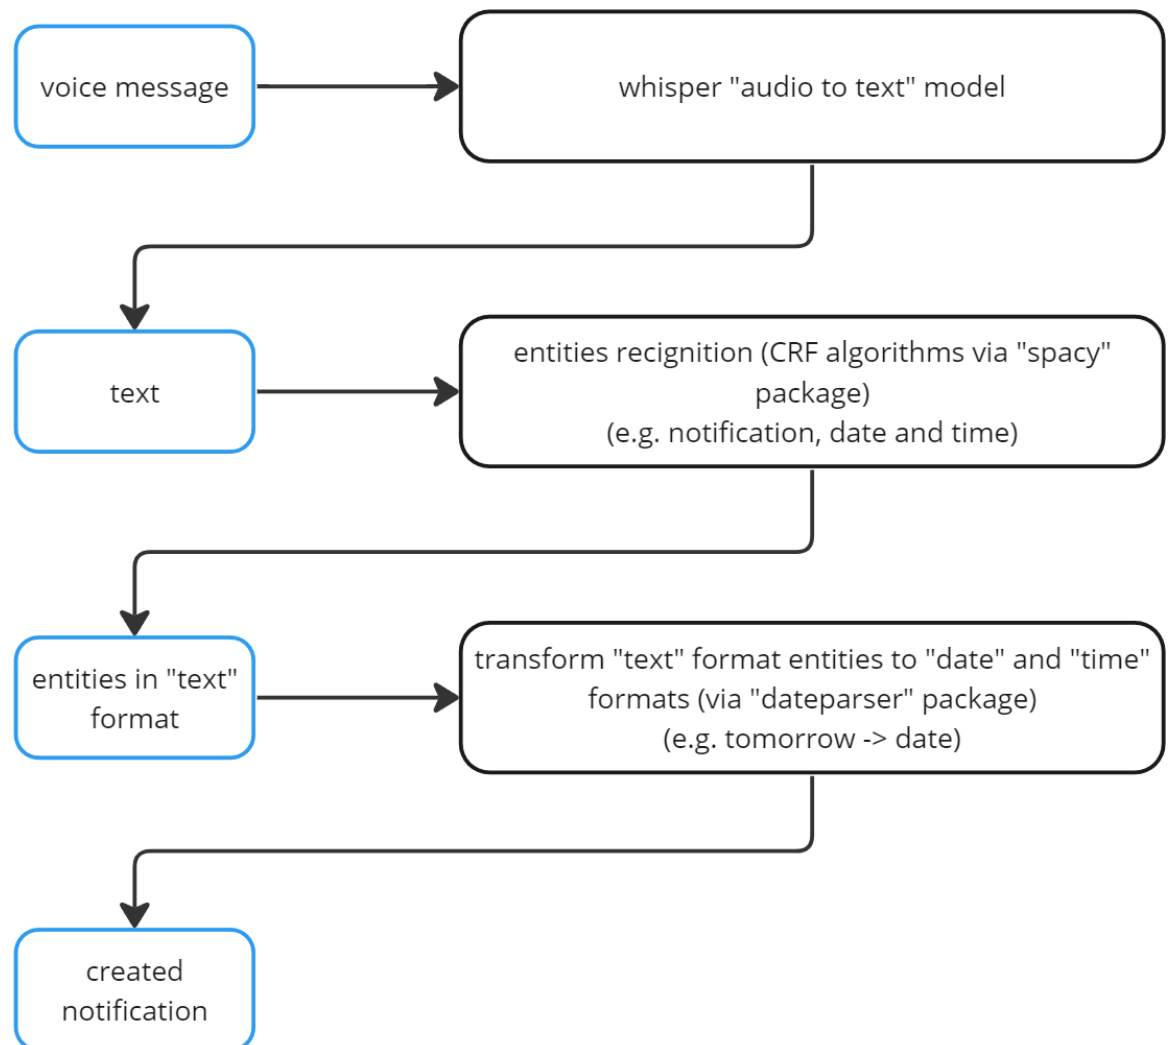 voice message
whisper "audio to text" model
text
entities recignition (CRF algorithms via "spacy"
package)
(e.g. notification, date and time)
entities in "text"
format
transform "text" format entities to "date" and "time"
formats (via "dateparser" package)
(e.g. tomorrow -> date)
created
notification